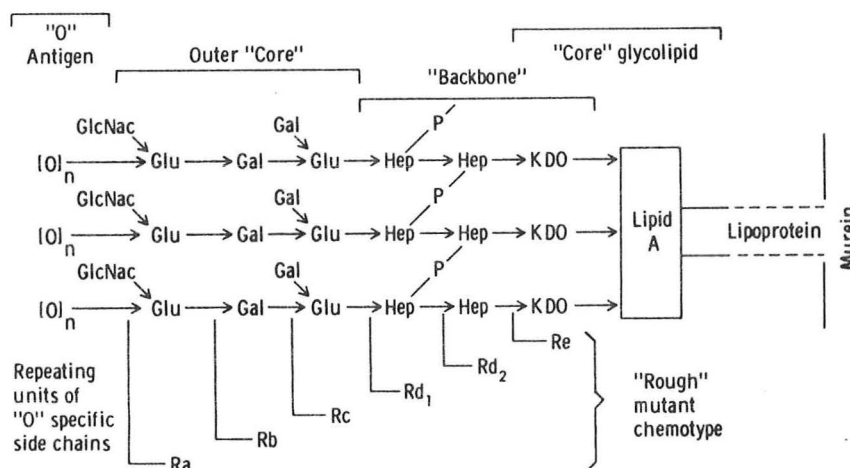 "O"
Antigen
Outer "Core"
"Core" glycolipid
"Backbone"
GlcNac Gal P
[O]n Glu Gal Glu Hep Hep KDO
GlcNac Gal P
[O]n Glu Gal Glu Hep Hep KDO
GlcNac Gal P
[O]n Glu Gal Glu Hep Hep KDO
Lipid
A
Lipoprotein
Murein
Re
Rd2
Rd1
Rc
Rb
Ra
Repeating
units of
"O" specific
side chains
"Rough"
mutant
chemotype